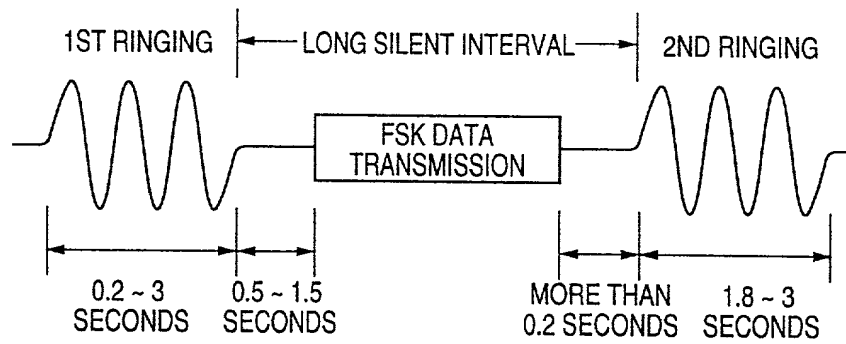 1ST RINGING
LONG SILENT INTERVAL
2ND RINGING
FSK DATA
TRANSMISSION
0.2 ~ 3
SECONDS
0.5 ~ 1.5
SECONDS
MORE THAN
0.2 SECONDS
1.8 ~ 3
SECONDS